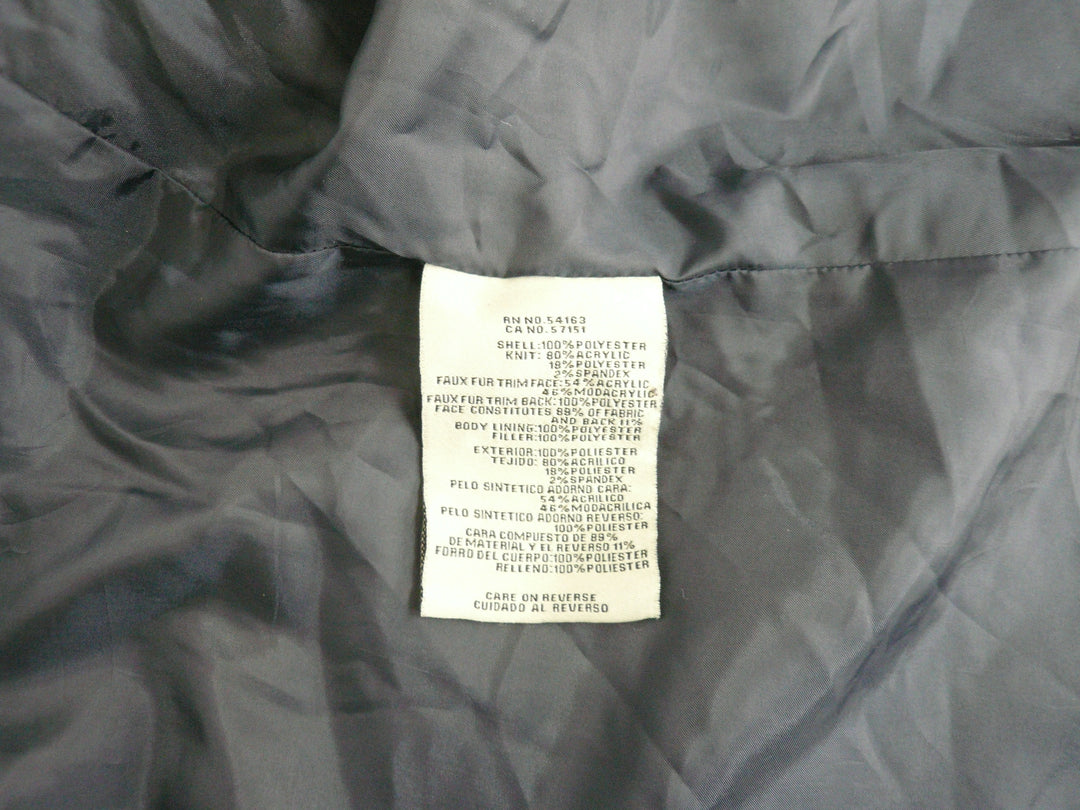 RN NO.54163
CA NO.57151
SHELL:100%POLYESTER
KNIT: 80%ACRYLIC
18%POLYESTER
2%SPANDEX
FAUX FUR TRIM FACE:54%ACRYLIC
46%MODACRYLIC
FAUX FUR TRIM BACK:100%POLYESTER
FACE CONSTITUTES 89% OF FABRIC
AND BACK 11%
BODY LINING:100%POLYESTER
FILLER:100%POLYESTER
EXTERIOR:100%POLIESTER
TEJIDO: 80%ACRILICO
18%POLIESTER
2%SPANDEX
PELO SINTETICO ADORNO CARA:
54%ACRILICO
46%MODACRILICA
PELO SINTETICO ADORNO REVERSO:
100%POLIESTER
CARA COMPUESTO DE 89%
DE MATERIAL Y EL REVERSO 11%
FORRO DEL CUERPO:100%POLIESTER
RELLENO:100%POLIESTER
CARE ON REVERSE
CUIDADO AL REVERSO